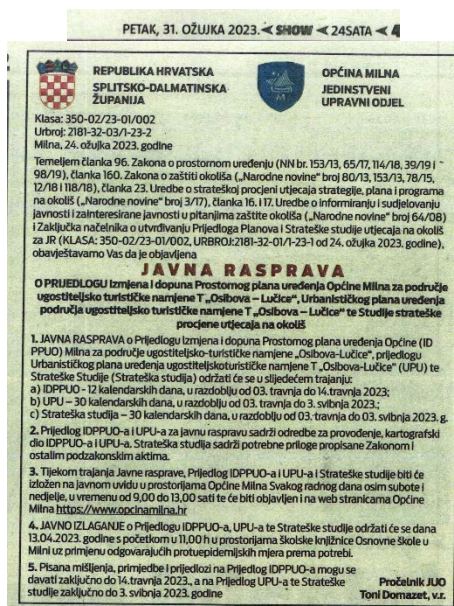 PETAK, 31. OŽUJKA 2023. SHOW 24SATA
REPUBLIKA HRVATSKA
SPLITSKO-DALMATINSKA
ŽUPANIJA
OPĆINA MILNA
JEDINSTVENI
UPRAVNI ODJEL
Klasa: 350-02/23-01/002
Urbroj: 2181-32-03/1-23-2
Milna, 24. ožujka 2023. godine
Temeljem članka 96. Zakona o prostornom uređenju (NN br. 153/13, 65/17, 114/18, 39/19 i
98/19), članka 160. Zakona o zaštiti okoliša („Narodne novine" broj 80/13, 153/13, 78/15,
12/18 i 118/18), članka 23. Uredbe o strateškoj procjeni utjecaja strategije, plana i programa
na okoliš („Narodne novine" broj 3/17), članka 16. i 17. Uredbe o informiranju i sudjelovanju
javnosti i zainteresirane javnosti u pitanjima zaštite okoliša („Narodne novine" broj 64/08)
i Zaključka načelnika o utvrđivanju Prijedloga Planova i Strateške studije utjecaja na okoliš
za JR (KLASA: 350-02/23-01/002, URBROJ:2181-32-01/1-23-1 od 24. ožujka 2023. godine),
obavještavamo Vas da je objavljena
JAVNA RASPRAVA
O PRIJEDLOGU Izmjena i dopuna Prostornog plana uređenja Općine Milna za područje
ugostiteljsko turističke namjene T „Osibova – Lučice", Urbanističkog plana uređenja
područja ugostiteljsko turističke namjene T „Osibova – Lučice" te Studije strateške
procjene utjecaja na okoliš
1. JAVNA RASPRAVA o Prijedlogu Izmjena i dopuna Prostornog plana uređenja Općine (ID
PPUO) Milna za područje ugostiteljsko-turističke namjene „Osibova-Lučice", prijedlogu
Urbanističkog plana uređenja ugostiteljskoturističke namjene T „Osibova-Lučice" (UPU) te
Strateške Studije (Strateška studija) održati će se u slijedećem trajanju:
a) IDPPUO - 12 kalendarskih dana, u razdoblju od 03. travnja do 14.travnja 2023;
b) UPU – 30 kalendarskih dana, u razdoblju od 03. travnja do 3. svibnja 2023.;
c) Strateška studija – 30 kalendarskih dana, u razdoblju od 03. travnja do 03. svibnja 2023. g.
2. Prijedlog IDPPUO-a i UPU-a za javnu raspravu sadrži odredbe za provođenje, kartografski
dio IDPPUO-a i UPU-a. Strateška studija sadrži potrebne priloge propisane Zakonom i
ostalim podzakonskim aktima.
3. Tijekom trajanja Javne rasprave, Prijedlog IDPPUO-a i UPU-a i Strateške studije biti će
izložen na javnom uvidu u prostorijama Općine Milna Svakog radnog dana osim subote i
nedjelje, u vremenu od 9,00 do 13,00 sati te će biti objavljen i na web stranicama Općine
Milna https://www.opcinamilna.hr
4. JAVNO IZLAGANJE o Prijedlogu IDPPUO-a, UPU-a te Strateške studije održati će se dana
13.04.2023. godine s početkom u 11,00 h u prostorijama školske knjižnice Osnovne škole u
Milni uz primjenu odgovarajućih protuepidemijskih mjera prema potrebi.
5. Pisana mišljenja, primjedbe i prijedlozi na Prijedlog IDPPUO-a mogu se
davati zaključno do 14.travnja 2023., a na Prijedlog UPU-a te Strateške
studije zaključno do 3. svibnja 2023. godine
Pročelnik JUO
Toni Domazet, v.r.